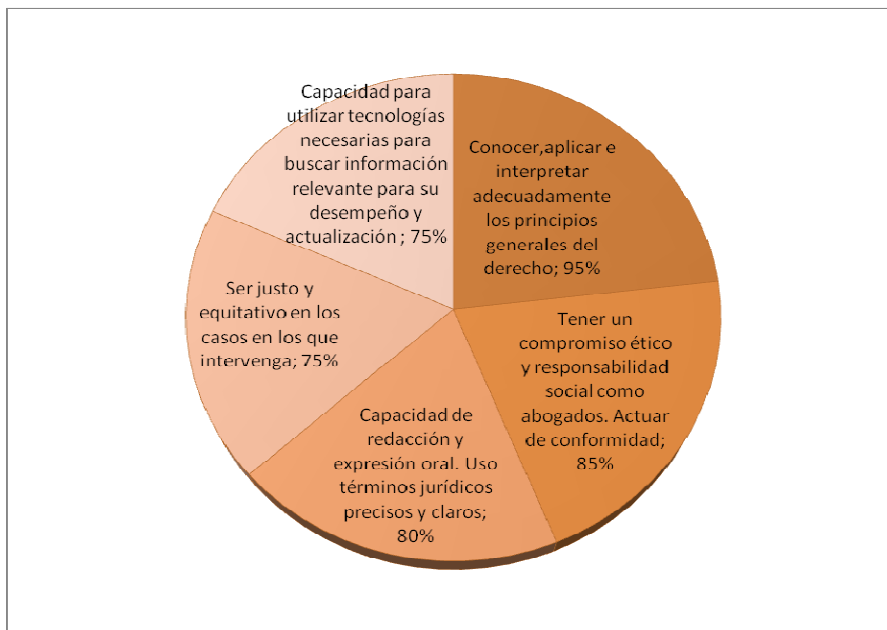 Capacidad para
utilizar tecnologías
necesarias para
buscar información
relevante para su
desempeño y
actualización ; 75%
Conocer,aplicar e
interpretar
adecuadamente
los principios
generales del
derecho; 95%
Ser justo y
equitativo en los
casos en los que
intervenga; 75%
Tener un
compromiso ético
y responsabilidad
social como
abogados. Actuar
de conformidad;
85%
Capacidad de
redacción y
expresión oral. Uso
términos jurídicos
precisos y claros;
80%